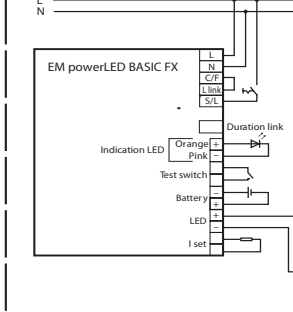 L
N
EM powerLED BASIC FX
L
N
C/F
L link
S/L
Duration link
Indication LED
Orange +
Pink –
Test switch
Battery
–
+
LED
+
–
I set